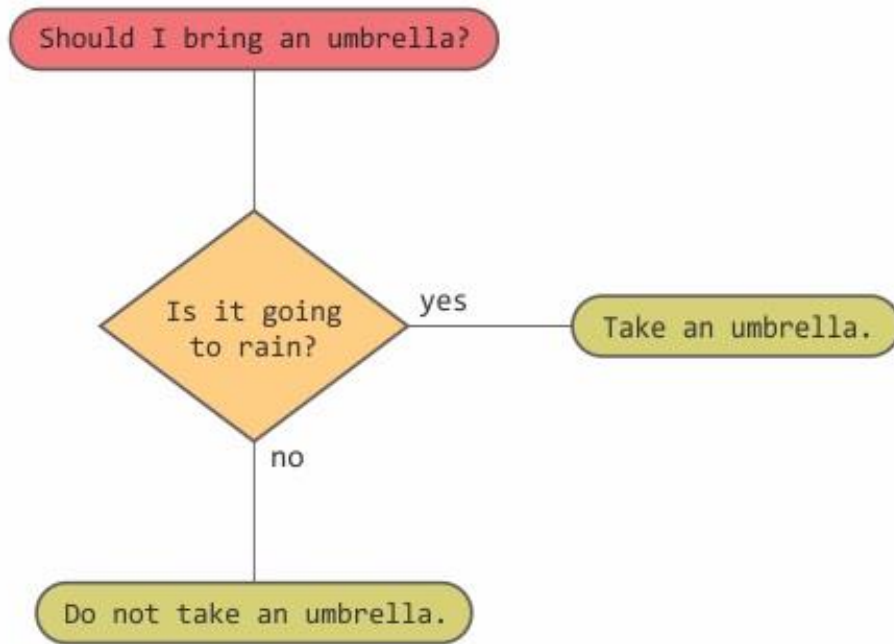 Should I bring an umbrella?
Is it going
to rain?
yes
Take an umbrella.
no
Do not take an umbrella.